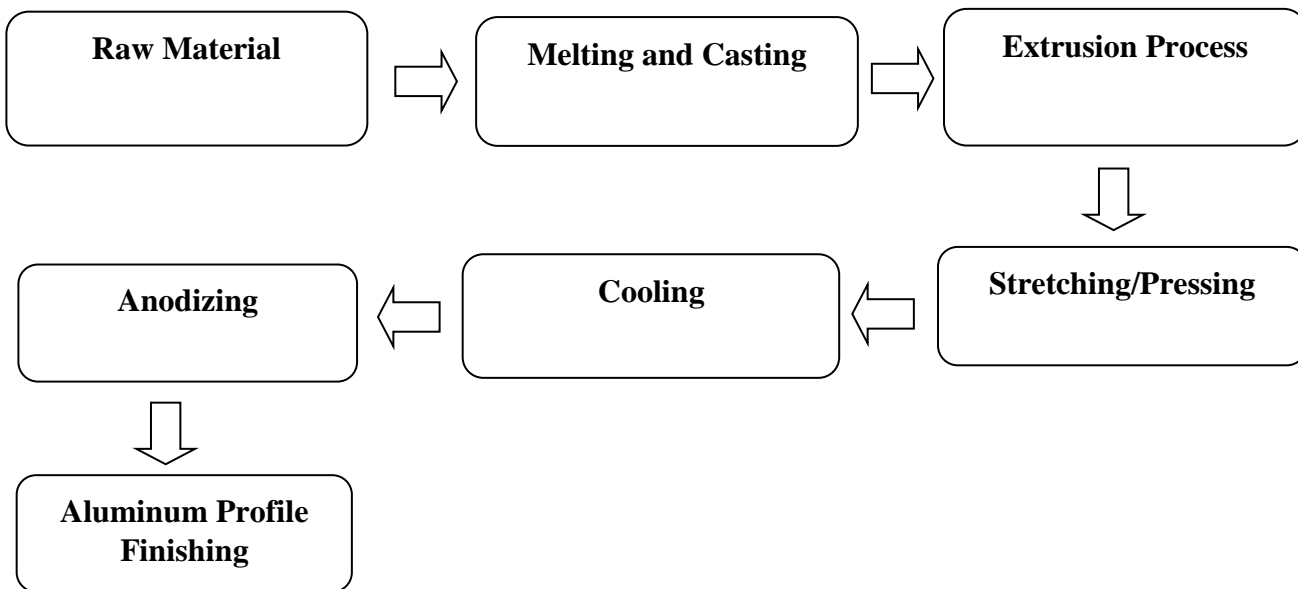 Raw Material
Melting and Casting
Extrusion Process
Stretching/Pressing
Cooling
Anodizing
Aluminum Profile
Finishing